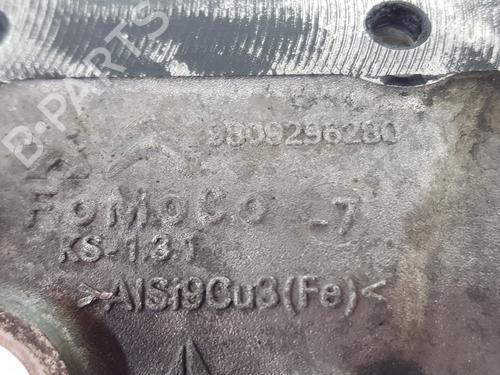 B-PARTS
9809296280
FoMoCo -7
KS-1.3.1
>AlSi9Cu3(Fe)<